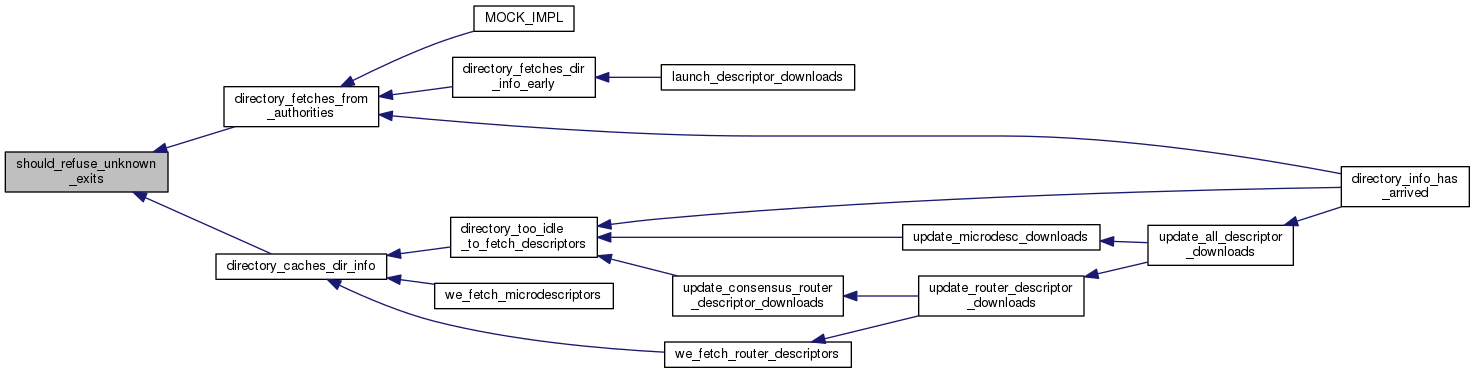 MOCK_IMPL
directory_fetches_dir
_info_early
launch_descriptor_downloads
directory_fetches_from
_authorities
should_refuse_unknown
_exits
directory_info_has
_arrived
directory_too_idle
_to_fetch_descriptors
update_microdesc_downloads
update_all_descriptor
_downloads
directory_caches_dir_info
we_fetch_microdescriptors
update_consensus_router
_descriptor_downloads
update_router_descriptor
_downloads
we_fetch_router_descriptors